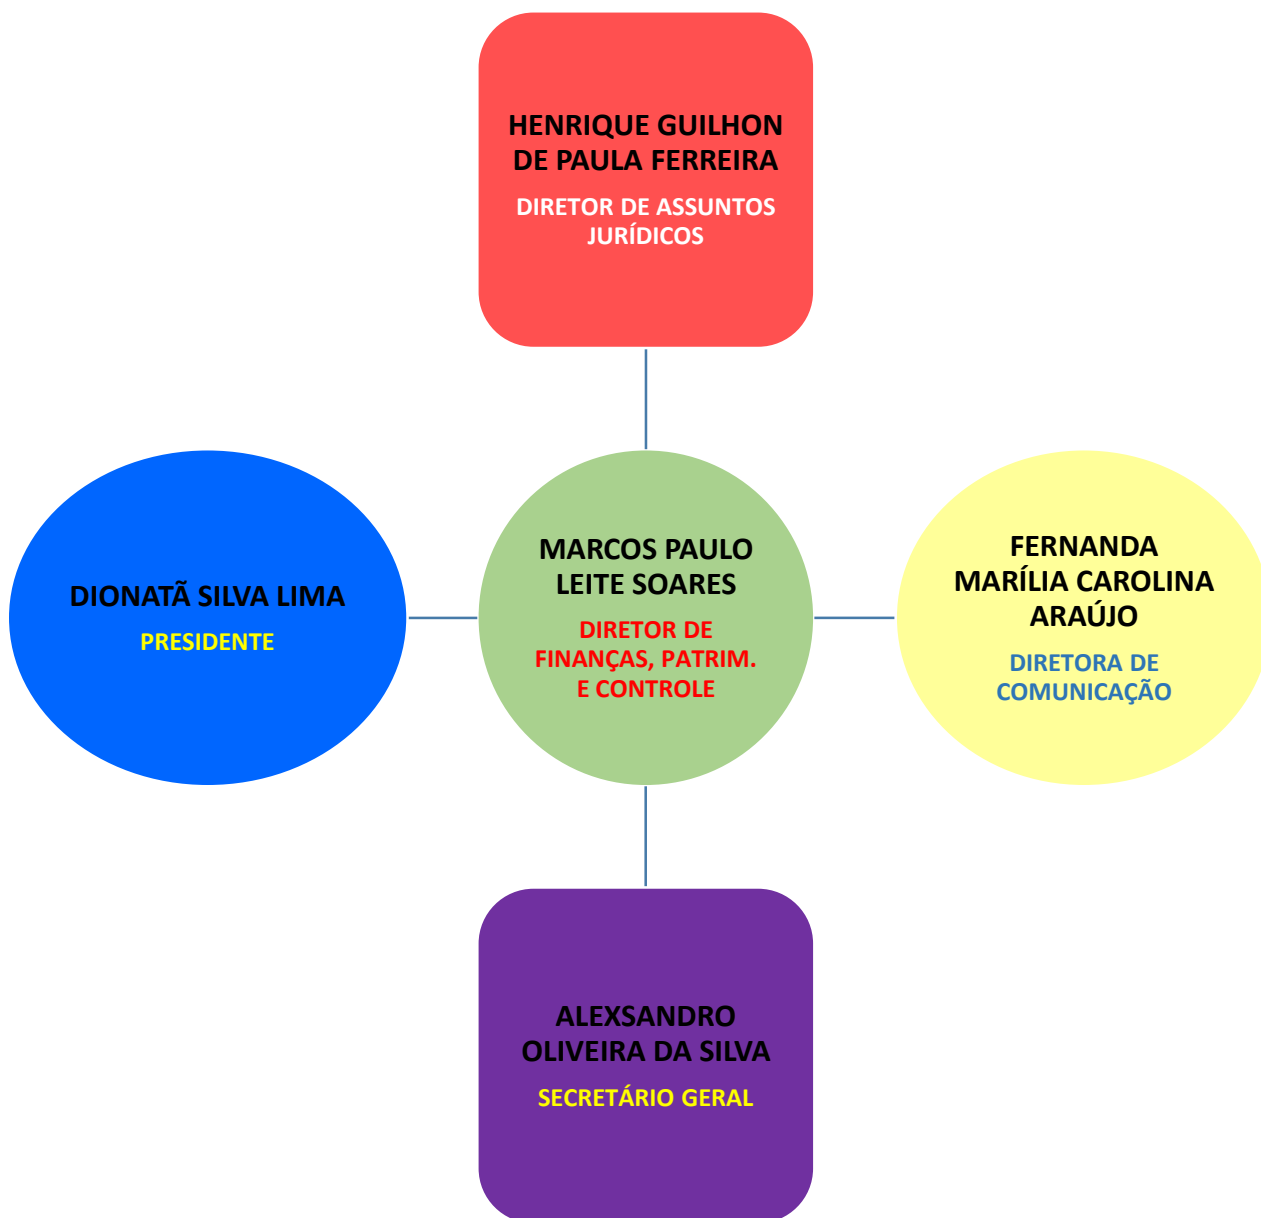 HENRIQUE GUILHON
DE PAULA FERREIRA
DIRETOR DE ASSUNTOS
JURÍDICOS
DIONATÃ SILVA LIMA
PRESIDENTE
MARCOS PAULO
LEITE SOARES
DIRETOR DE
FINANÇAS, PATRIM.
E CONTROLE
FERNANDA
MARÍLIA CAROLINA
ARAÚJO
DIRETORA DE
COMUNICAÇÃO
ALEXSANDRO
OLIVEIRA DA SILVA
SECRETÁRIO GERAL